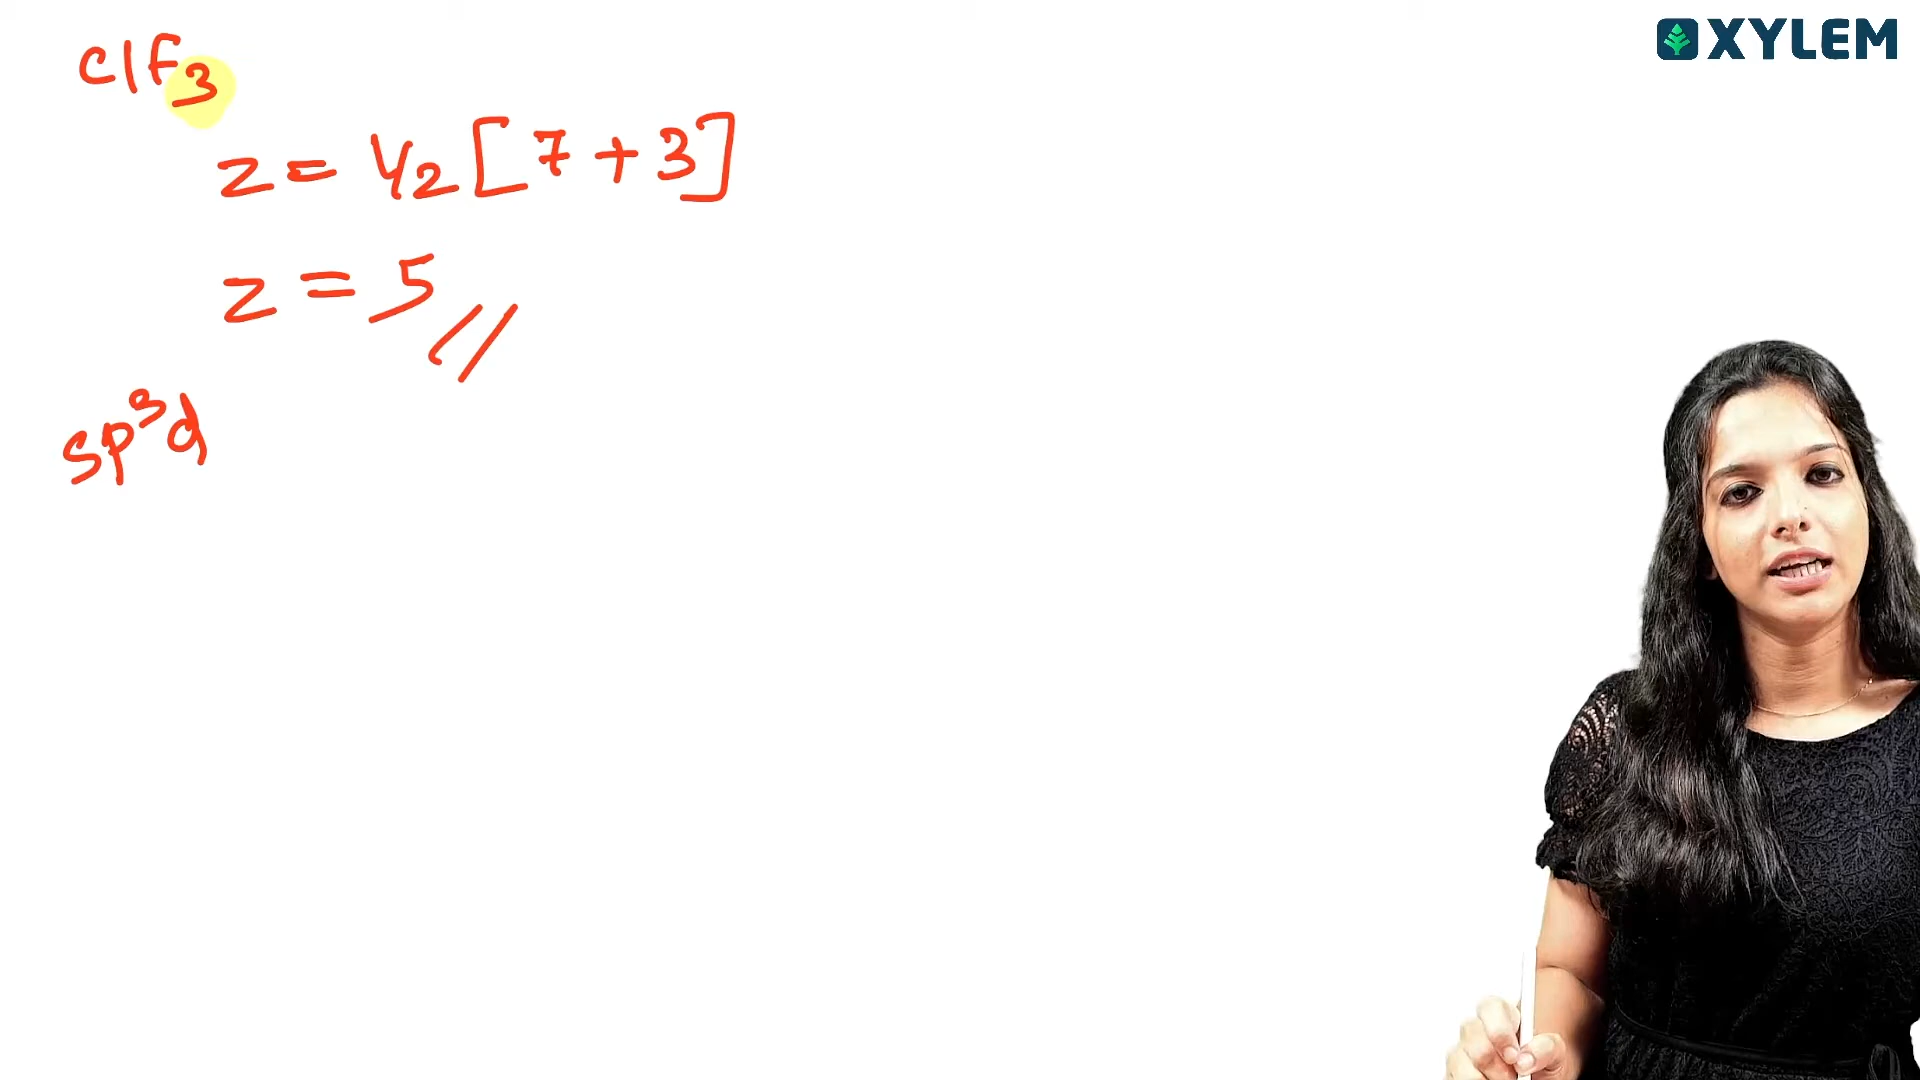 XYLEM
ClF₃
z = ½ [7 + 3]
z = 5 //
sp³d